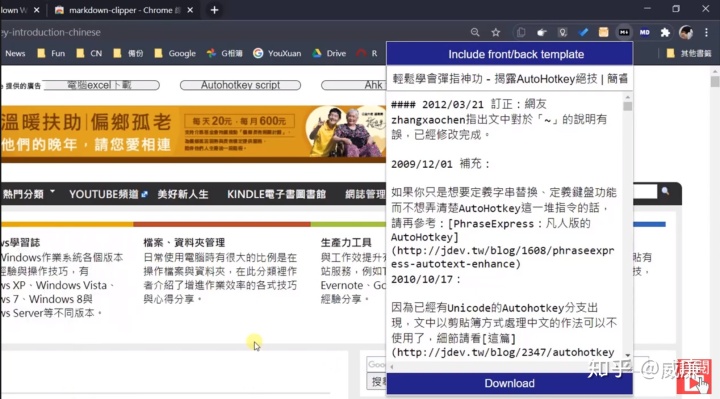 markdown-clipper - Chrome
ey-introduction-chinese
News
Fun
CN
備份
Google
G相簿
YouXuan
Drive
R
其他書籤
提供的廣告
電腦excel下載
Autohotkey script
Ahk
溫暖扶助 偏鄉孤老
他們的晚年,請您愛相連
每天20元,每月600元
熱門分類
YOUTUBE頻道
美好新人生
KINDLE電子書圖書館
網誌管理
ws學習誌
Windows作業系統各個版本
經驗與操作技巧,有
s XP、Windows Vista、
ws 7、Windows 8與
s Server等不同版本。
檔案、資料夾管理
日常使用電腦時有很大的比例是在
操作檔案與資料夾,在此分類裡作
者介紹了增進作業效率的各式技巧
與心得分享。
生產力工具
與工作效提升有
站服務,例如T
Evernote、Go
經驗分享。
Include front/back template
輕鬆學會彈指神功 - 揭露AutoHotkey絕技 | 簡睿
#### 2012/03/21 訂正:網友
zhangxaochen指出文中對於「~」的說明有
誤,已經修改完成。
2009/12/01 補充:
如果你只是想要定義字串替換、定義鍵盤功能
而不想弄清楚AutoHotkey這一堆指令的話,
請再參考:[PhraseExpress:凡人版的
AutoHotkey]
(http://jdev.tw/blog/1608/phraseexpr
ess-autotext-enhance)
2010/10/17:
因為已經有Unicode的Autohotkey分支出
現,文中以剪貼簿方式處理中文的作法可以不
使用了,細節請看[這篇]
(http://jdev.tw/blog/2347/autohotkey
Download
知乎 @威廉